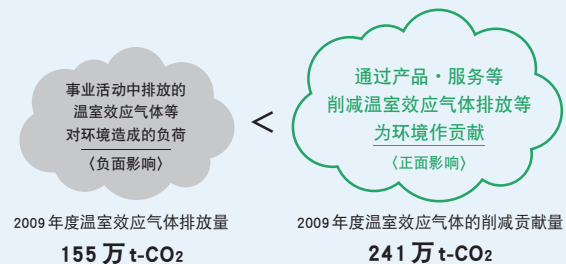 事业活动中排放的
温室效应气体等
对环境造成的负荷
〈负面影响〉
<
通过产品・服务等
削减温室效应气体排放等
为环境作贡献
〈正面影响〉
2009年度温室效应气体排放量
155万t-CO₂
2009年度温室效应气体的削减贡献量
241万t-CO₂